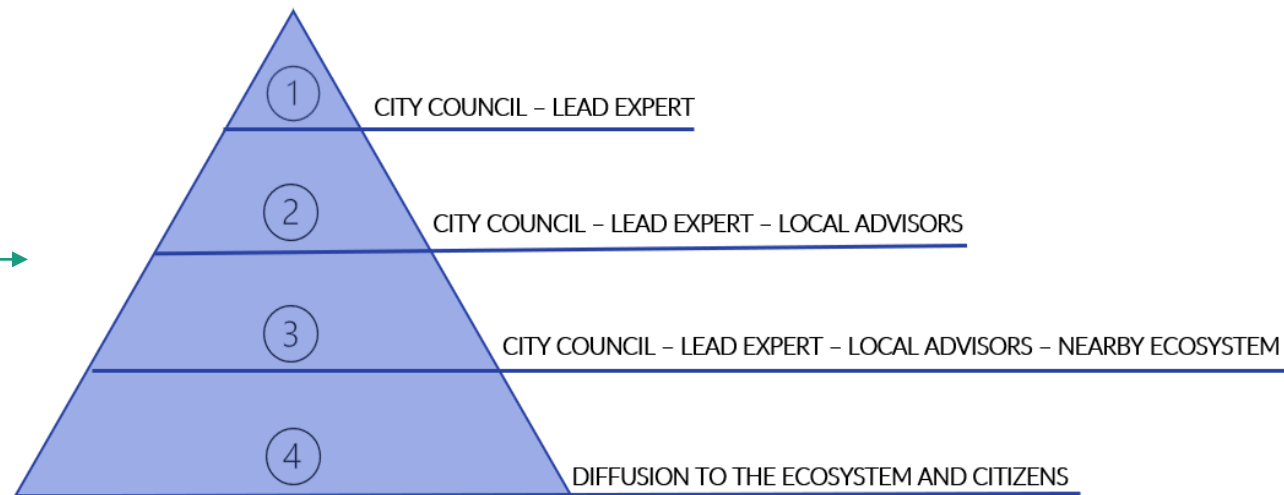 1
CITY COUNCIL – LEAD EXPERT
2
CITY COUNCIL – LEAD EXPERT – LOCAL ADVISORS
3
CITY COUNCIL – LEAD EXPERT – LOCAL ADVISORS – NEARBY ECOSYSTEM
4
DIFFUSION TO THE ECOSYSTEM AND CITIZENS